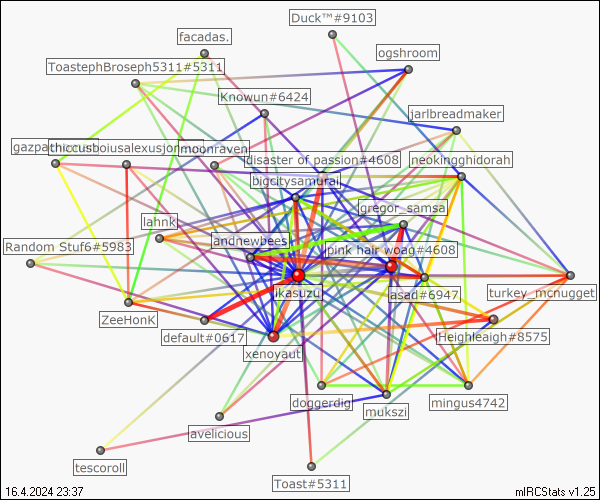 Duck™#9103
facadas.
ogshroom
ToastephBroseph5311#5311
Knowun#6424
jarlbreadmaker
moonraven
disaster of passion#4608
neokingghidorah
bigcitysamurai
gregor_samsa
lahnk
andnewbees
pink hair woag#4608
Random Stuf6#5983
ikasuzu
asad#6947
turkey_mcnugget
ZeeHonK
default#0617
Heighleaigh#8575
xenoyaut
doggerdig
mukszi
mingus4742
avelicious
tescoroll
Toast#5311
16.4.2024 23:37
mIRCStats v1.25